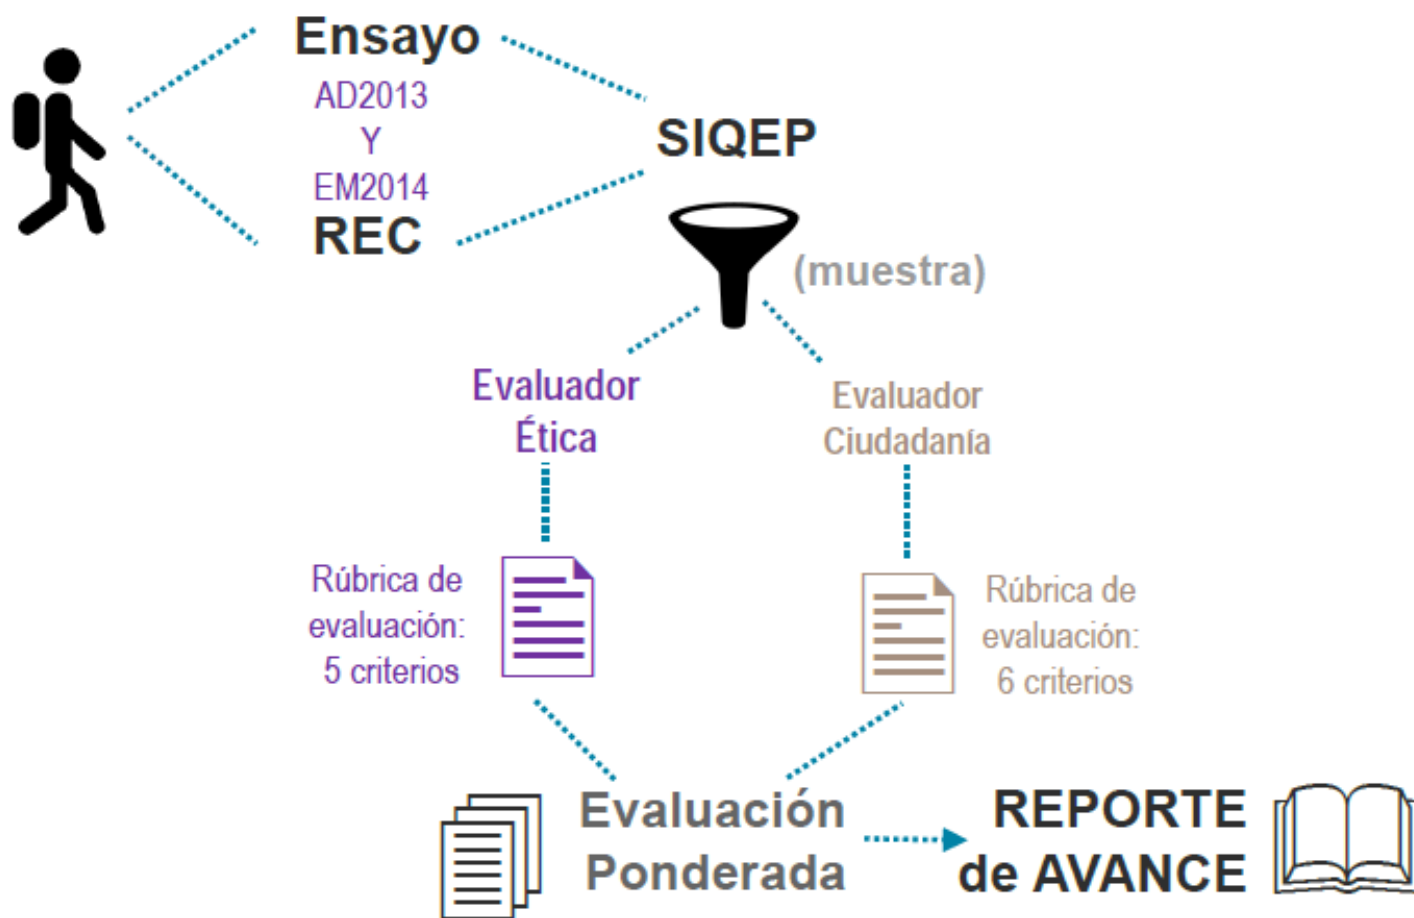 Ensayo
AD2013
Y
EM2014
REC
SIQEP
(muestra)
Evaluador
Ética
Evaluador
Ciudadanía
Rúbrica de
evaluación:
5 criterios
Rúbrica de
evaluación:
6 criterios
Evaluación
Ponderada
REPORTE
de AVANCE